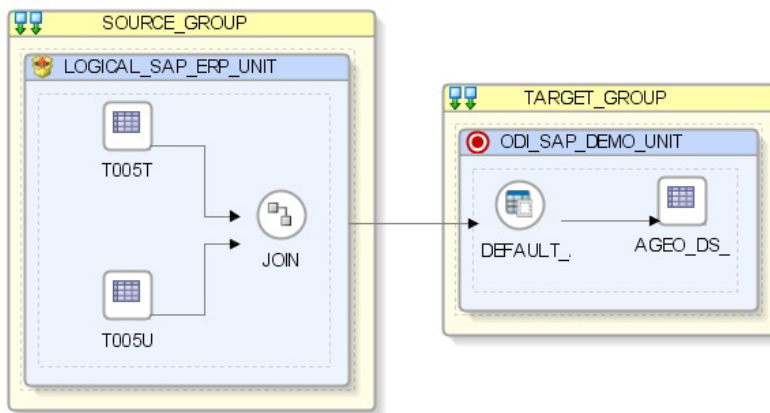 SOURCE_GROUP
LOGICAL_SAP_ERP_UNIT
T005T
JOIN
T005U
TARGET_GROUP
ODI_SAP_DEMO_UNIT
DEFAULT_.
AGEO_DS_